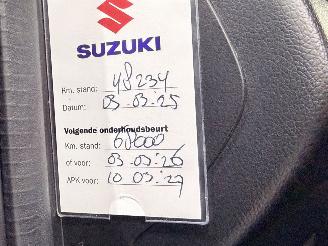 SUZUKI
Km. stand: 48234
Datum: 03-03-25
Volgende onderhoudsbeurt
Km. stand: 68000
of voor: 03-03-26
APK voor: 10 03-27